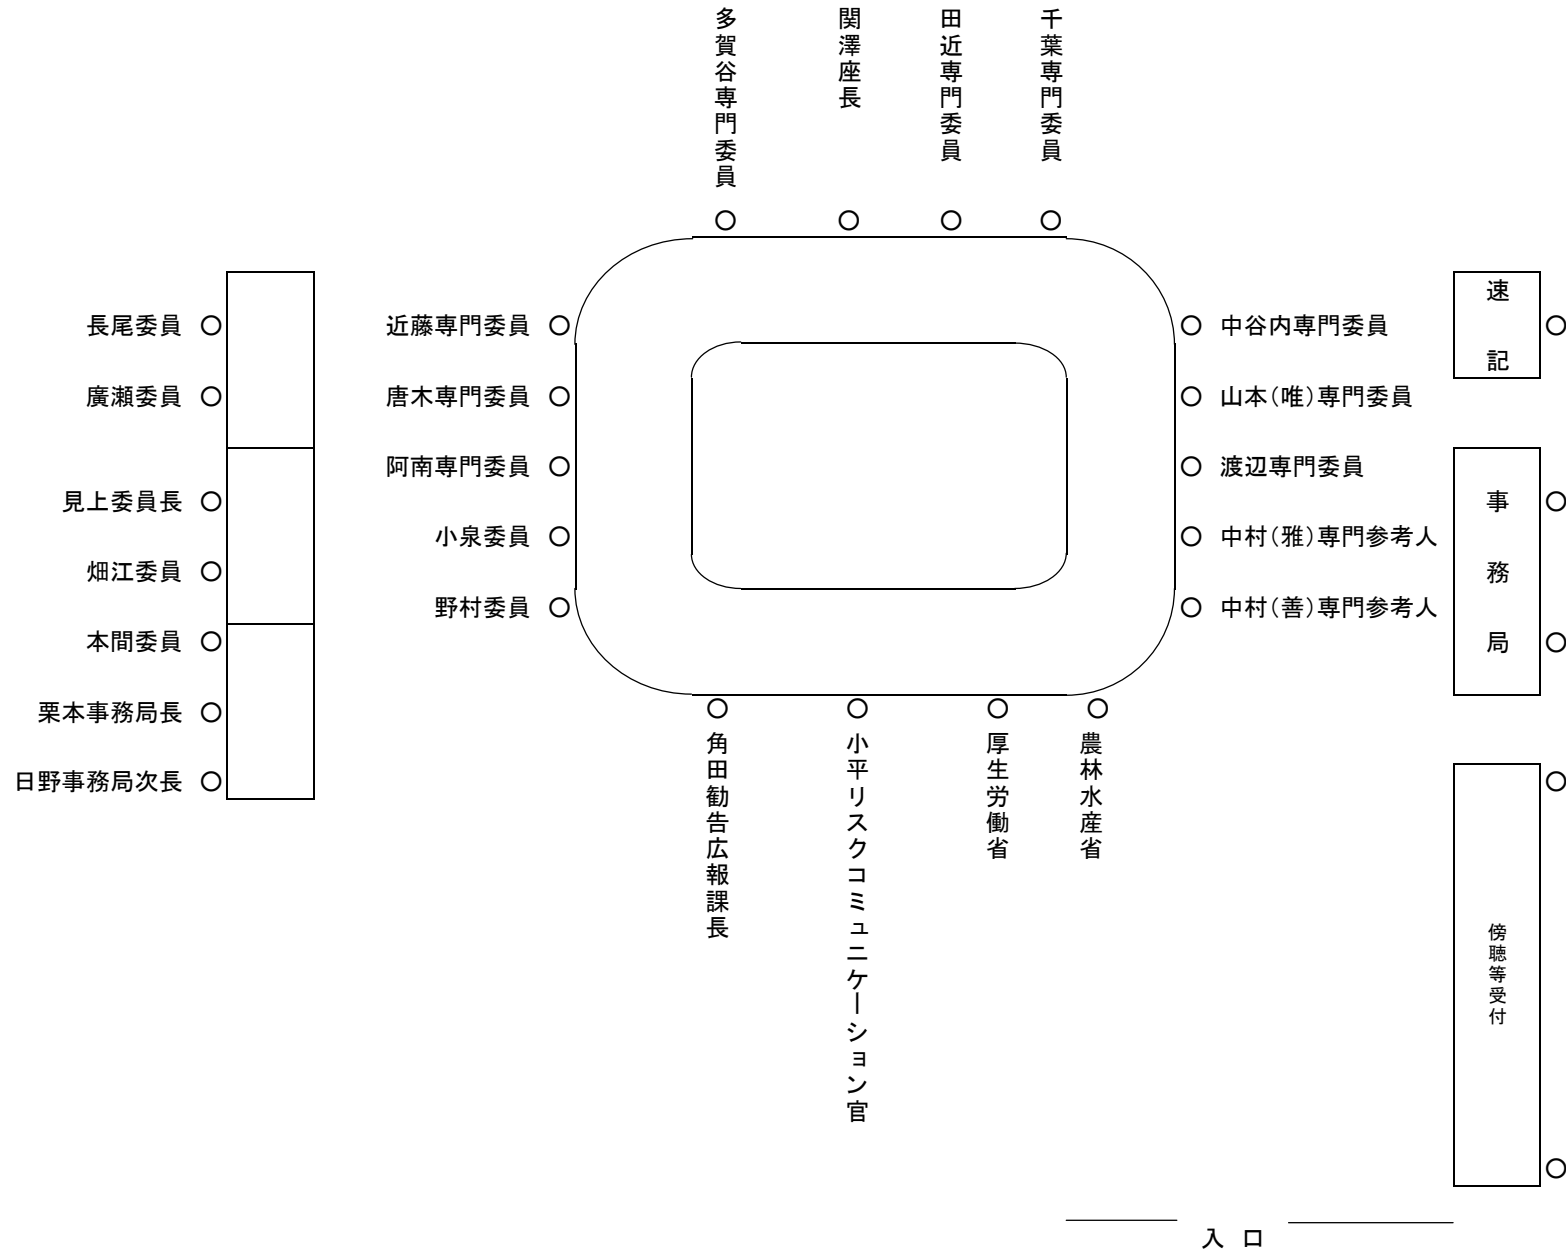 多賀谷専門委員
関澤座長
田近専門委員
千葉専門委員
長尾委員
廣瀬委員
見上委員長
畑江委員
本間委員
栗本事務局長
日野事務局次長
近藤専門委員
唐木専門委員
阿南専門委員
小泉委員
野村委員
中谷内専門委員
山本（唯）専門委員
渡辺専門委員
中村（雅）専門参考人
中村（善）専門参考人
速記
事務局
角田勧告広報課長
小平リスクコミュニケーション官
厚生労働省
農林水産省
傍聴等受付
入口